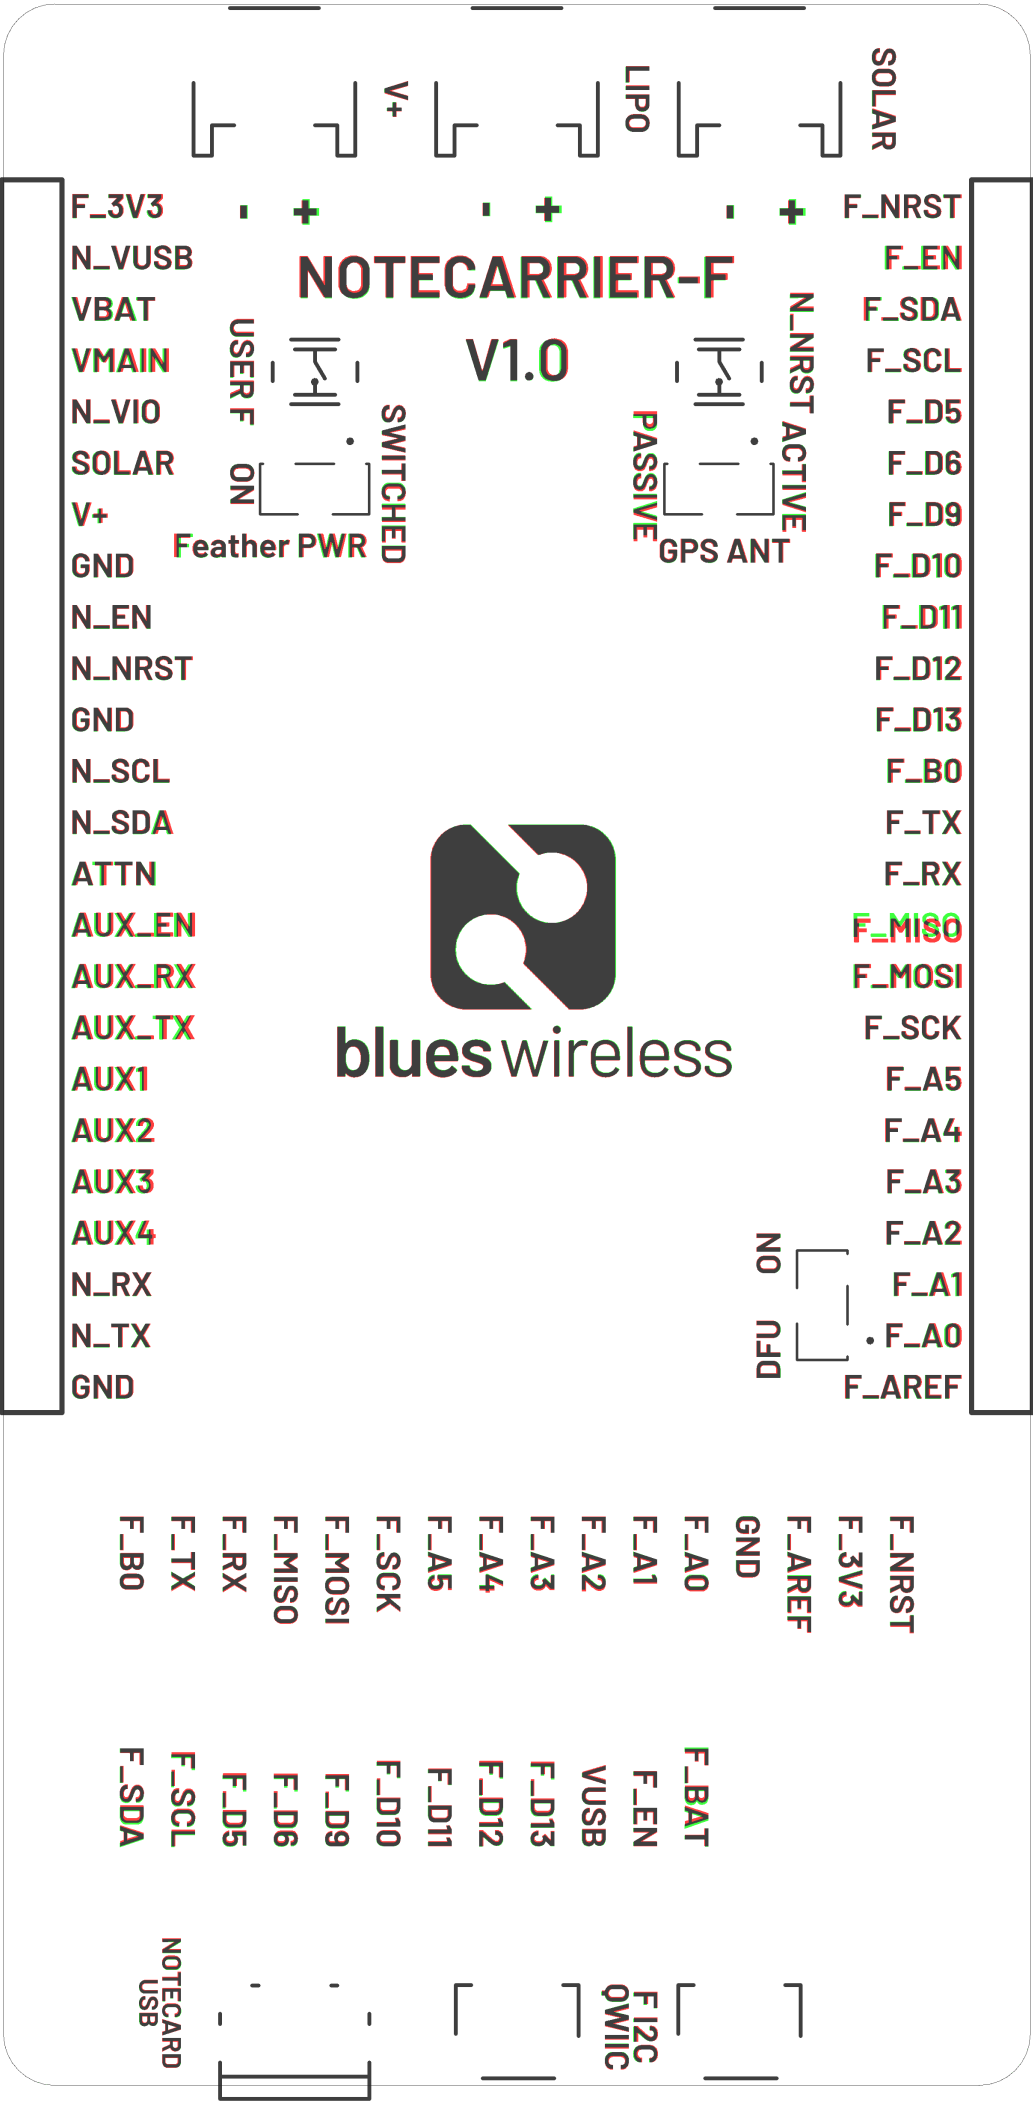 V+
LIPO
SOLAR
F_3V3
- +
- +
- +
F_NRST
NOTECARRIER-F
V1.0
N_VUSB
VBAT
VMAIN
N_VIO
SOLAR
V+
GND
N_EN
N_NRST
GND
N_SCL
N_SDA
ATTN
AUX_EN
AUX_RX
AUX_TX
AUX1
AUX2
AUX3
AUX4
N_RX
N_TX
GND
USER F
ON
SWITCHED
Feather PWR
N_NRST
PASSIVE
ACTIVE
GPS ANT
F_EN
F_SDA
F_SCL
F_D5
F_D6
F_D9
F_D10
F_D11
F_D12
F_D13
F_B0
F_TX
F_RX
F_MISO
F_MOSI
F_SCK
F_A5
F_A4
F_A3
F_A2
F_A1
F_A0
F_AREF
blues wireless
ON
DFU
F_B0
F_TX
F_RX
F_MISO
F_MOSI
F_SCK
F_A5
F_A4
F_A3
F_A2
F_A1
F_A0
GND
F_AREF
F_3V3
F_NRST
F_SDA
F_SCL
F_D5
F_D6
F_D9
F_D10
F_D11
F_D12
F_D13
VUSB
F_EN
F_BAT
NOTECARD
USB
F I2C
QWIIC